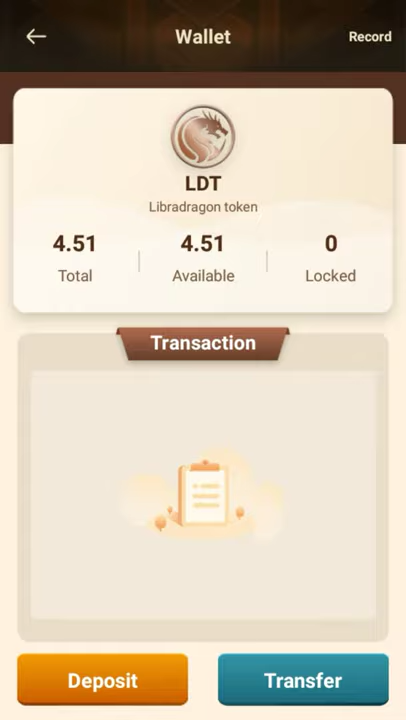 Wallet
Record
LDT
Libradragon token
4.51 4.51 0
Total Available Locked
Transaction
Deposit Transfer